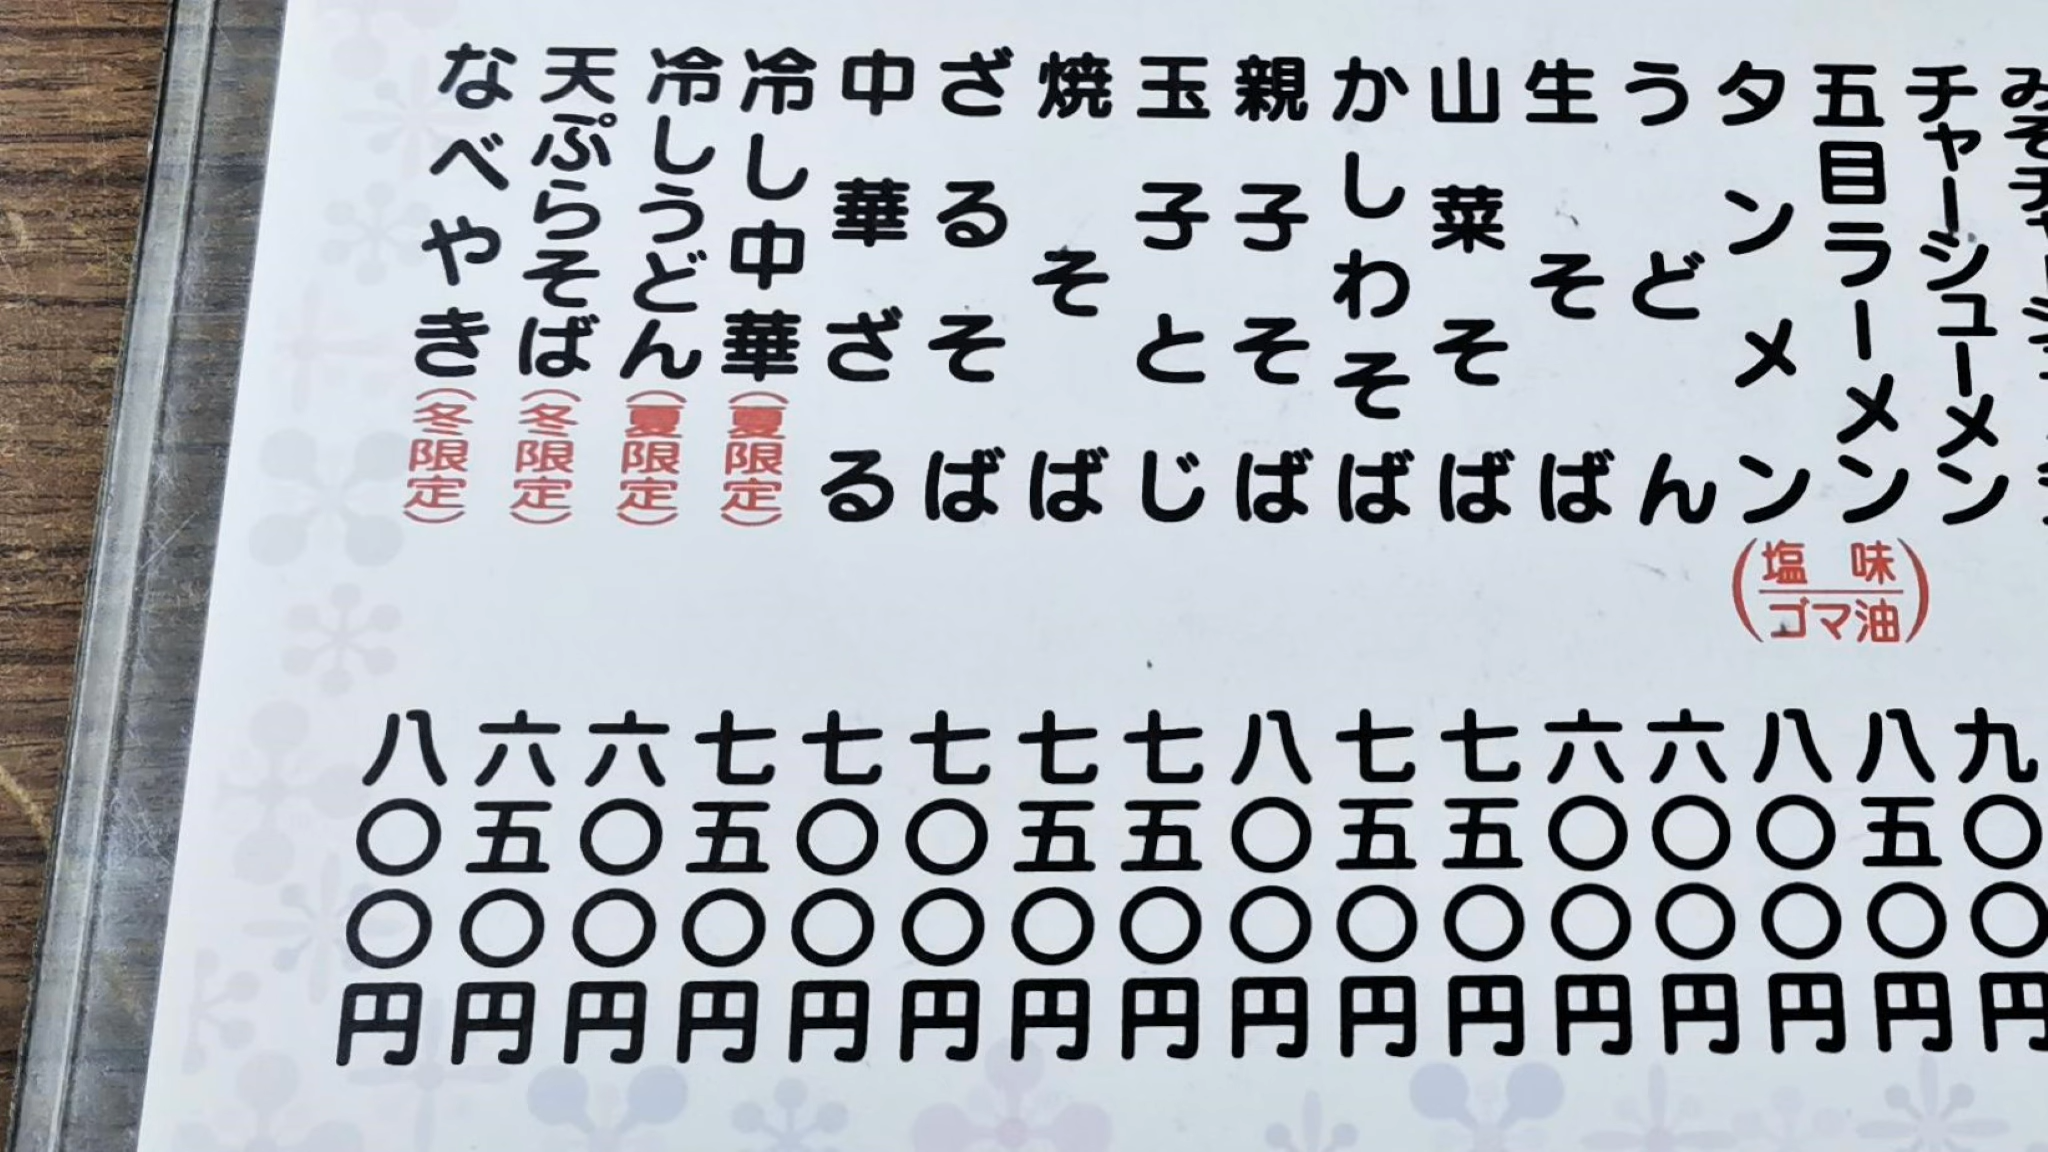 みそチャーシ
チャーシューメン 九〇〇円
五目ラーメン 八五〇円
タンメン (塩味 ゴマ油) 八〇〇円
うどん 六〇〇円
生そば 六〇〇円
山菜そば 七五〇円
かしわそば 七五〇円
親子そば 八〇〇円
玉子とじ 七五〇円
焼そば 七五〇円
ざるそば 七〇〇円
中華ざる 七〇〇円
冷し中華(夏限定) 七五〇円
冷しうどん(夏限定) 六〇〇円
天ぷらそば(冬限定) 六五〇円
なべやき(冬限定) 八〇〇円